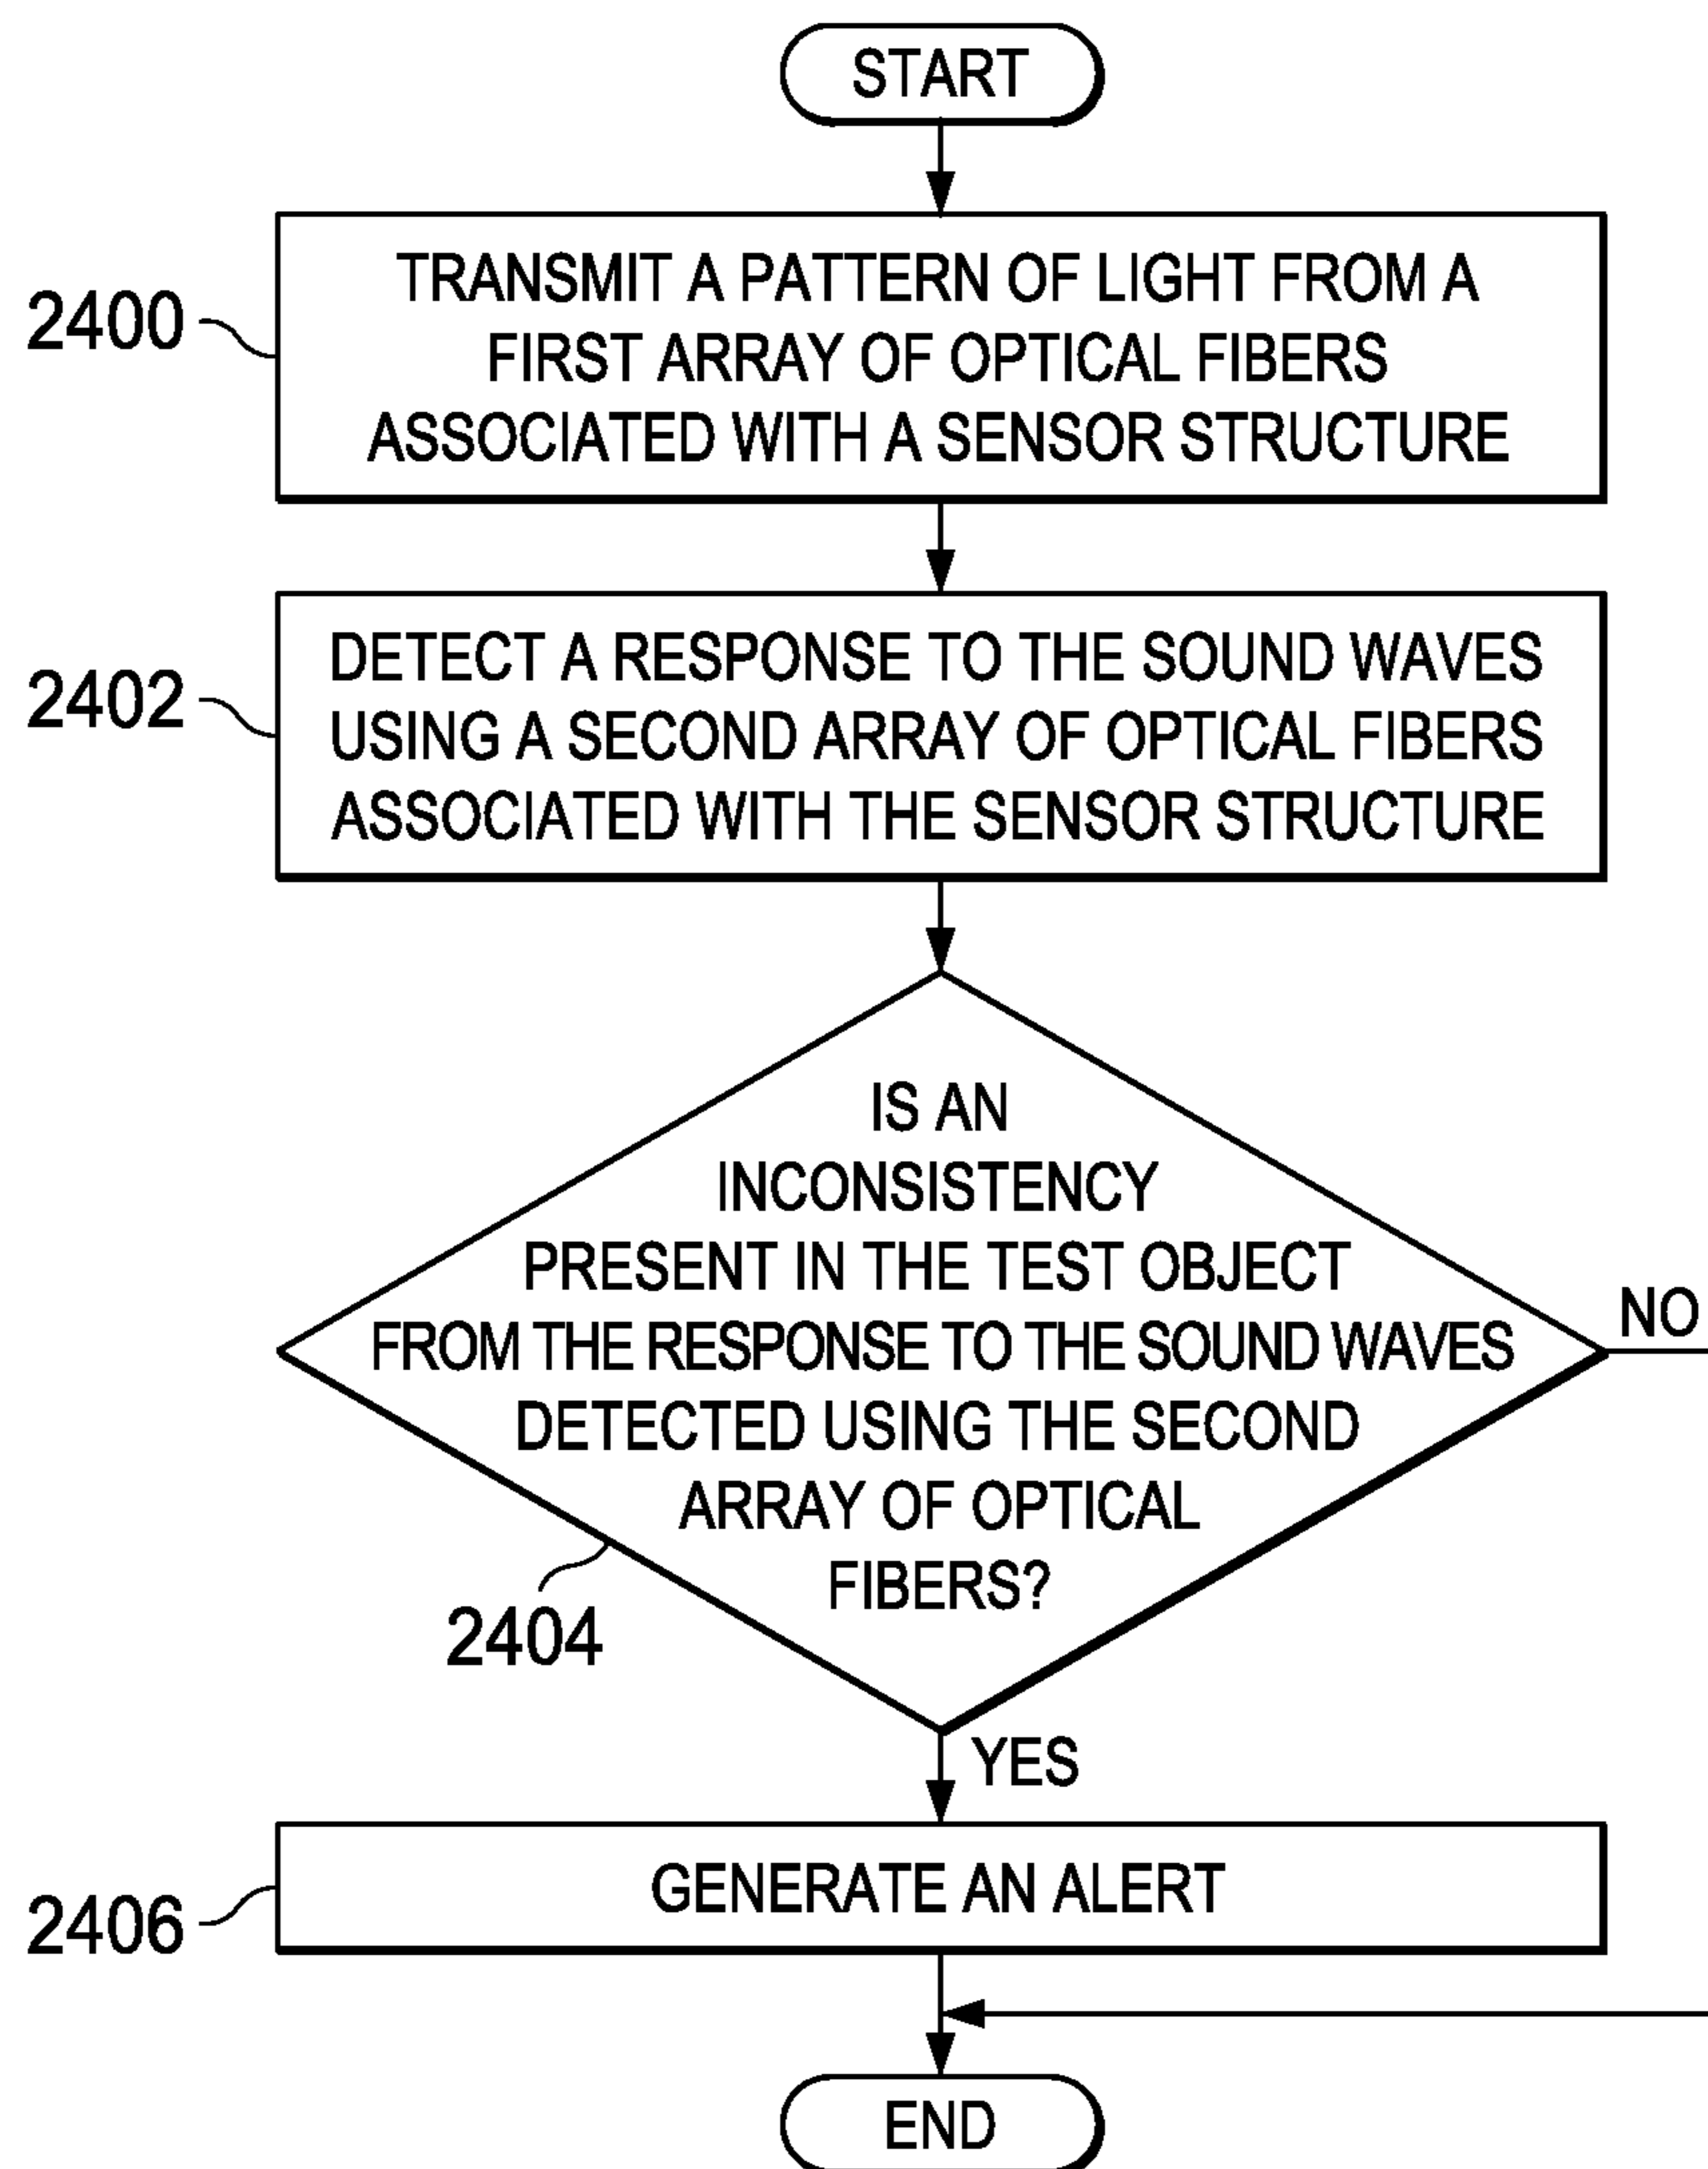 START
2400
TRANSMIT A PATTERN OF LIGHT FROM A
FIRST ARRAY OF OPTICAL FIBERS
ASSOCIATED WITH A SENSOR STRUCTURE
2402
DETECT A RESPONSE TO THE SOUND WAVES
USING A SECOND ARRAY OF OPTICAL FIBERS
ASSOCIATED WITH THE SENSOR STRUCTURE
IS AN
INCONSISTENCY
PRESENT IN THE TEST OBJECT
FROM THE RESPONSE TO THE SOUND WAVES
DETECTED USING THE SECOND
ARRAY OF OPTICAL
FIBERS?
NO
2404
YES
2406
GENERATE AN ALERT
END